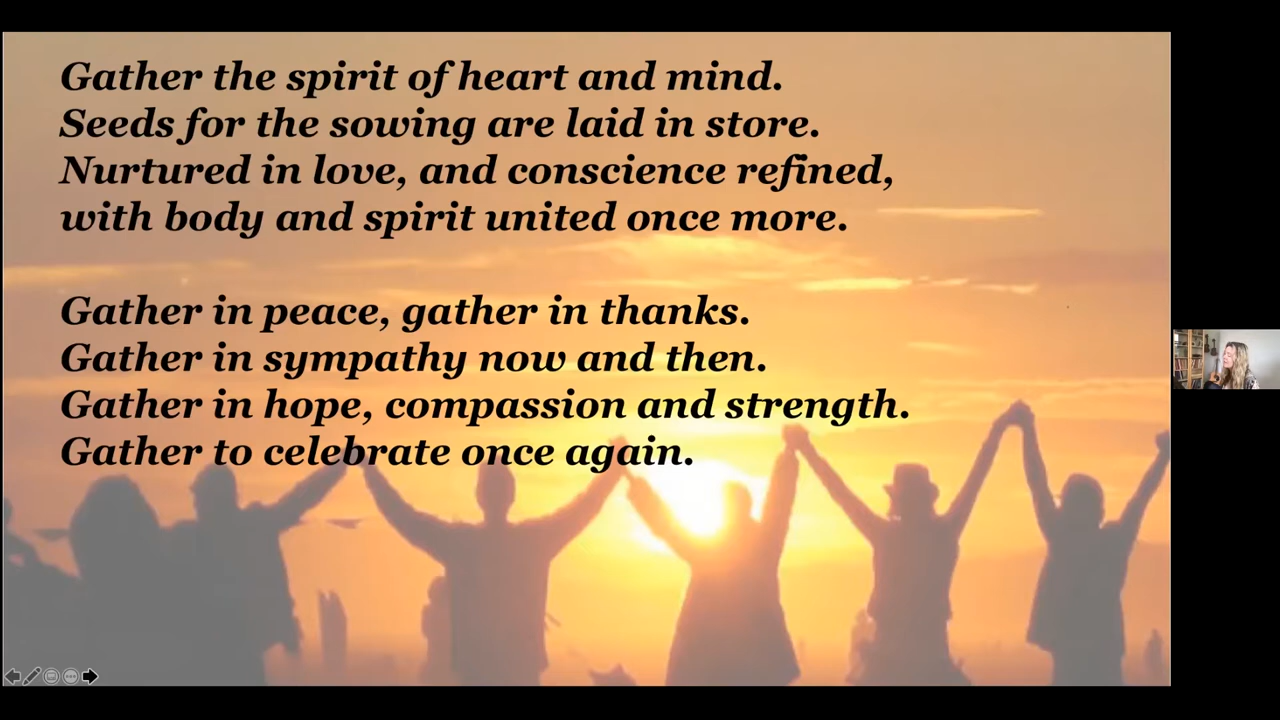 Gather the spirit of heart and mind.
Seeds for the sowing are laid in store.
Nurtured in love, and conscience refined,
with body and spirit united once more.
Gather in peace, gather in thanks.
Gather in sympathy now and then.
Gather in hope, compassion and strength.
Gather to celebrate once again.